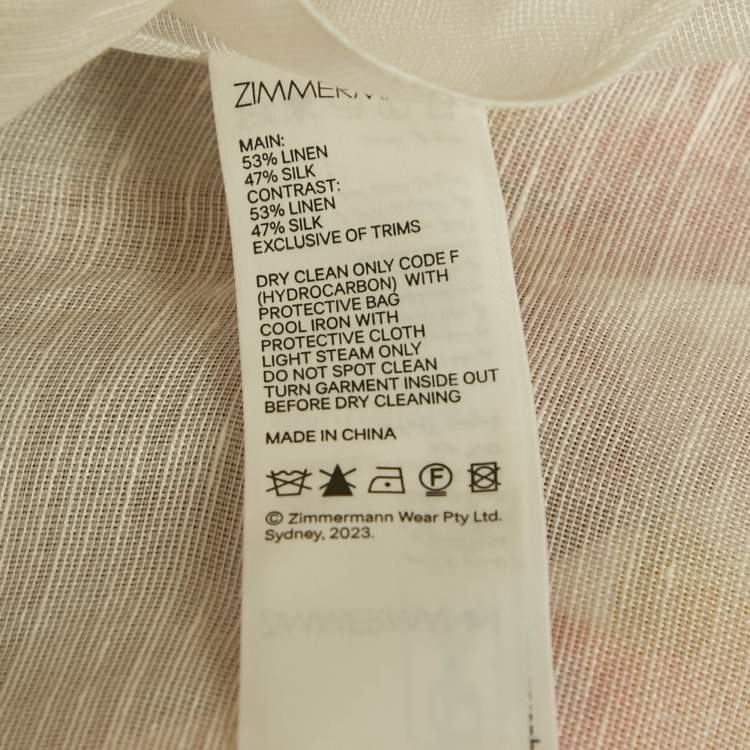 ZIMMERMA
MAIN:
53% LINEN
47% SILK
CONTRAST:
53% LINEN
47% SILK
EXCLUSIVE OF TRIMS
DRY CLEAN ONLY CODE F
(HYDROCARBON) WITH
PROTECTIVE BAG
COOL IRON WITH
PROTECTIVE CLOTH
LIGHT STEAM ONLY
DO NOT SPOT CLEAN
TURN GARMENT INSIDE OUT
BEFORE DRY CLEANING
MADE IN CHINA
F
© Zimmermann Wear Pty Ltd.
Sydney, 2023.